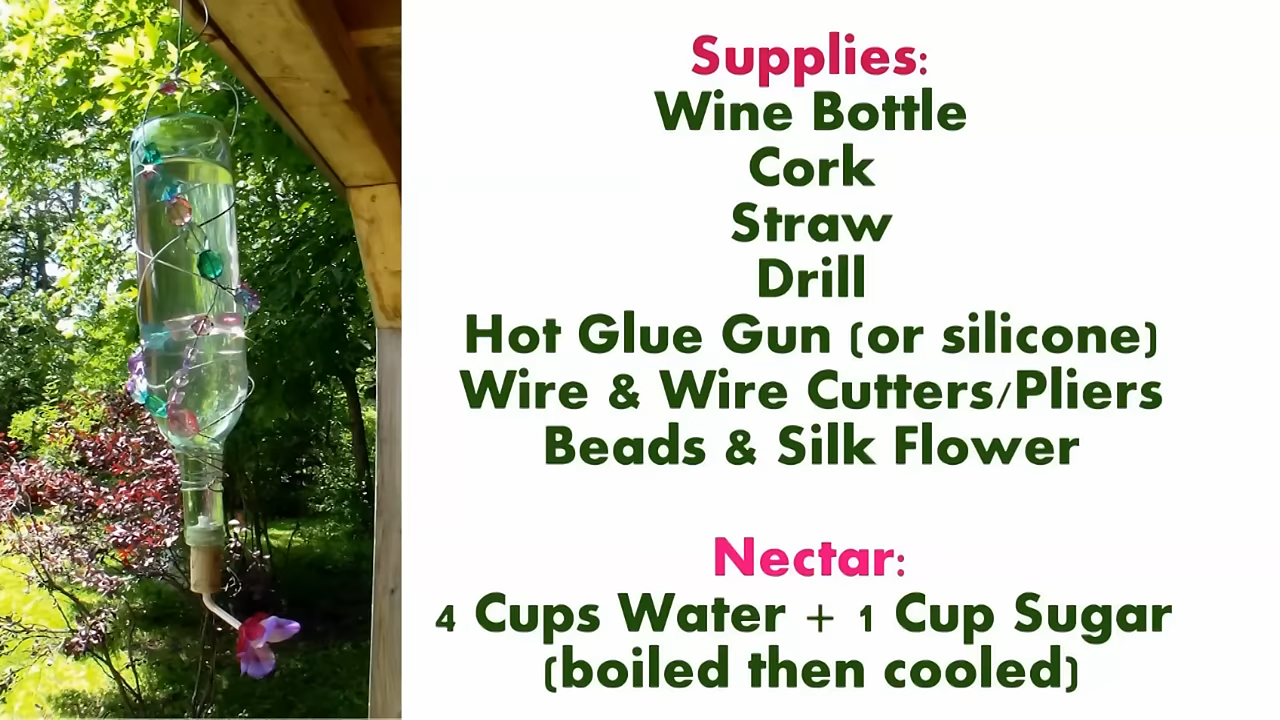 Supplies:
Wine Bottle
Cork
Straw
Drill
Hot Glue Gun (or silicone)
Wire & Wire Cutters/Pliers
Beads & Silk Flower
Nectar:
4 Cups Water + 1 Cup Sugar
(boiled then cooled)